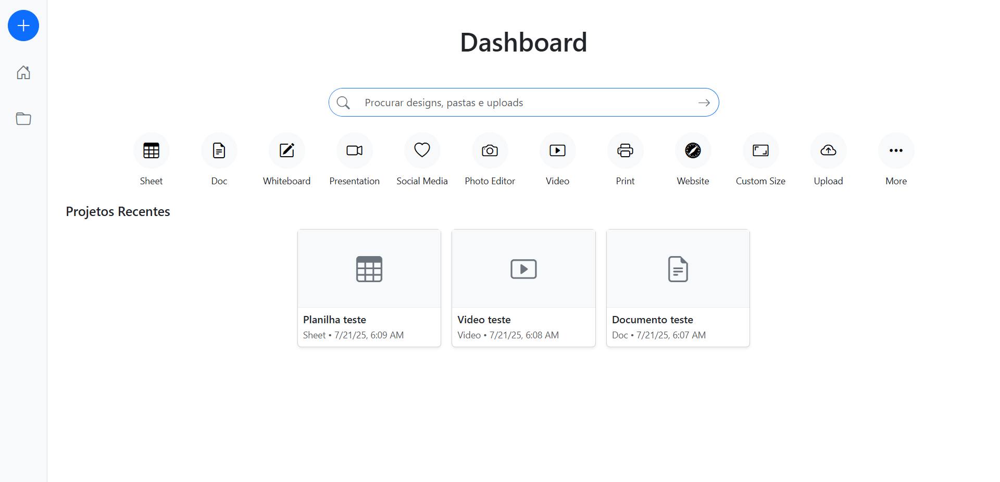 Dashboard
Procurar designs, pastas e uploads
Sheet Doc Whiteboard Presentation Social Media Photo Editor Video Print Website Custom Size Upload More
Projetos Recentes
Planilha teste
Sheet • 7/21/25, 6:09 AM
Video teste
Video • 7/21/25, 6:08 AM
Documento teste
Doc • 7/21/25, 6:07 AM